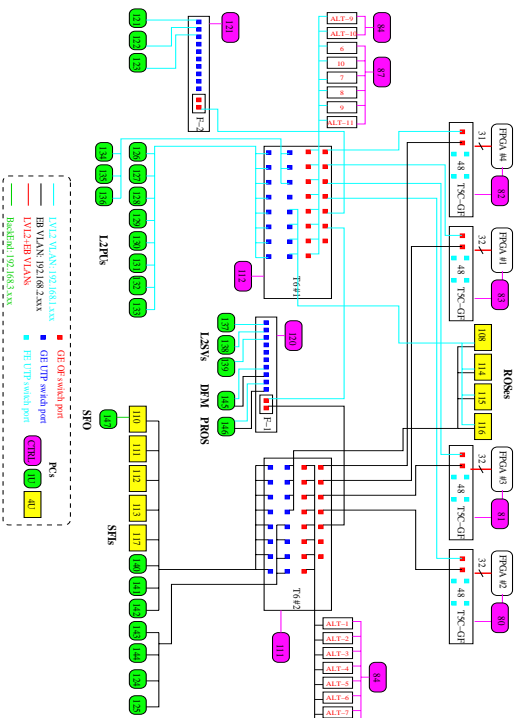 121
122
123
121
F-2
ALT-9
ALT-10
6
10
7
8
9
ALT-11
84
87
FPGA #4
31
48
T5C-GF
82
FPGA #1
32
48
T5C-GF
83
ROSes
108
114
115
116
FPGA #3
32
48
T5C-GF
81
FPGA #2
32
48
T5C-GF
80
134
135
136
126
127
128
129
130
131
132
133
L2PUs
T6#1
112
137
138
139
145
146
L2SVs
DFM
PROS
120
F-1
T6#2
111
ALT-1
ALT-2
ALT-3
ALT-4
ALT-5
ALT-6
ALT-7
84
SFO
147
110
111
112
113
117
SFIs
140
141
142
143
144
124
125
LVL2 VLAN: 192.168.1.xxx
EB VLAN: 192.168.2.xxx
LVL2+EB VLANs
BackEnd: 192.168.3.xxx
GE OF switch port
GE UTP switch port
FE UTP switch port
PCs
CTRL
1U
4U